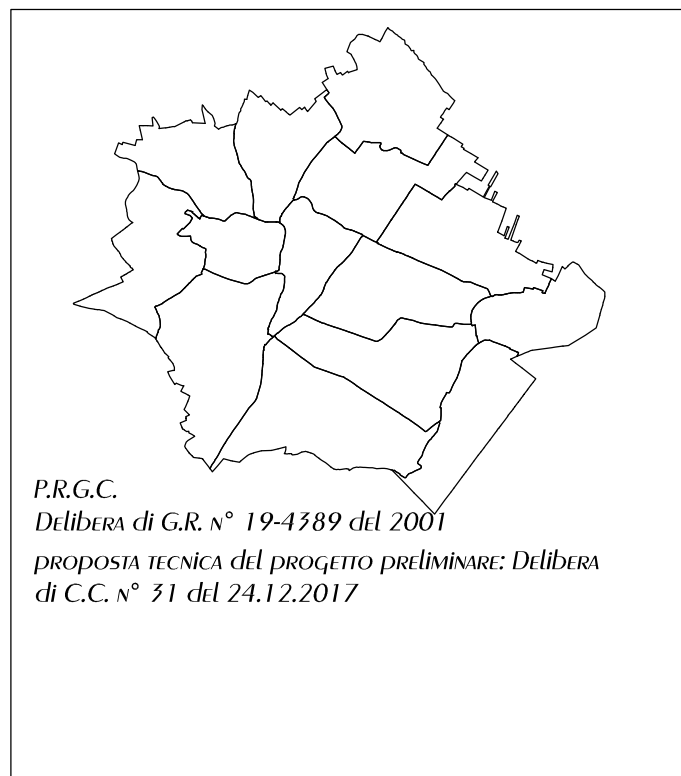 P.R.G.C.
Delibera di G.R. n° 19-4389 del 2001
proposta tecnica del progetto preliminare: Delibera
di C.C. n° 31 del 24.12.2017